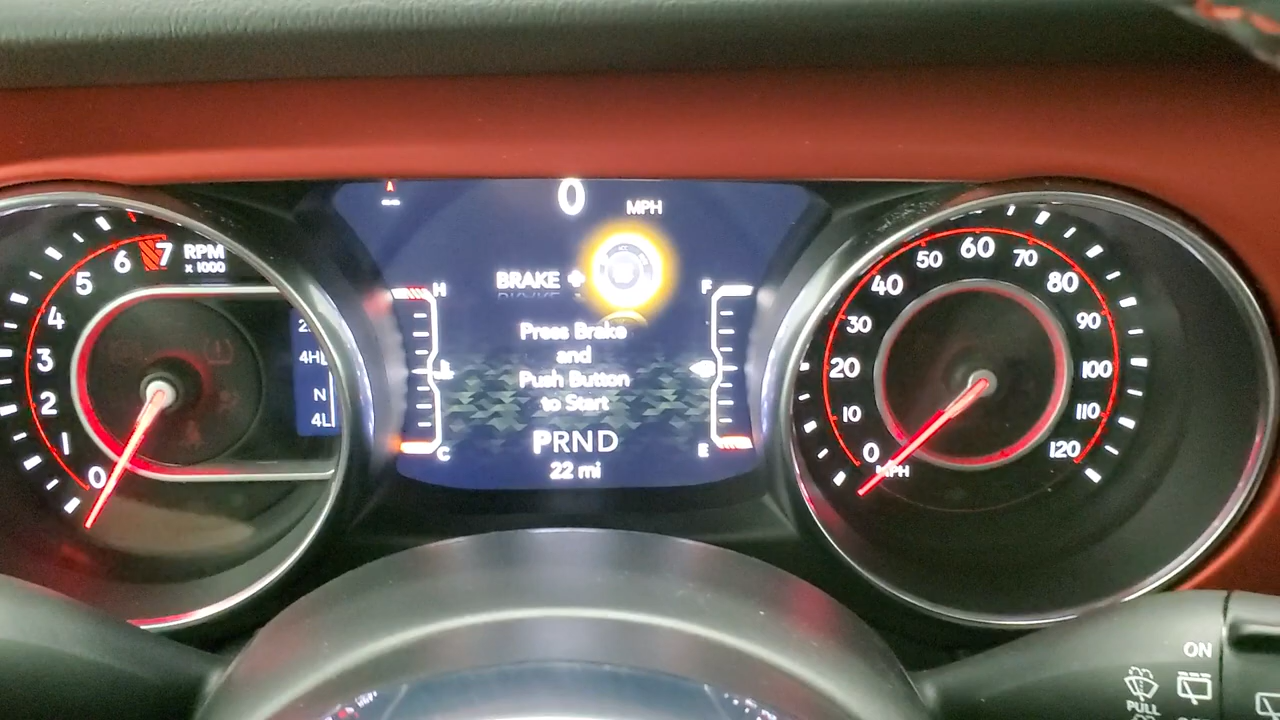 0 MPH
7 RPM
x 1000
6
5
4
3
2
1
0
4H
N
4L
BRAKE +
H
F
Press Brake
and
Push Button
to Start
C
E
PRND
22 mi
0
10
20
30
40
50
60
70
80
90
100
110
120
MPH
ON
PULL